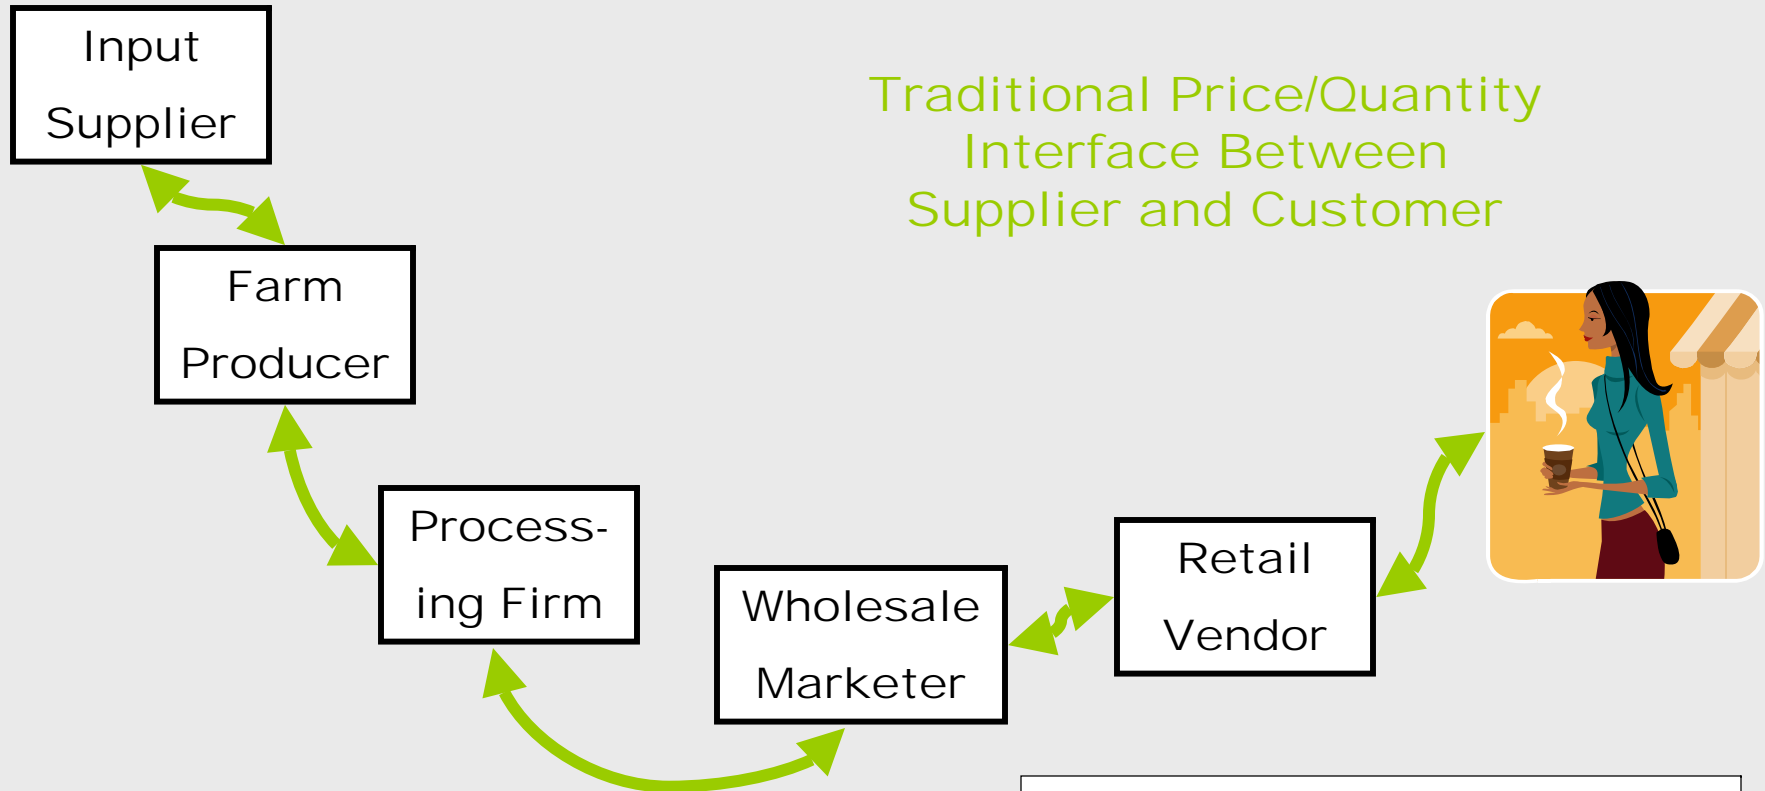 Input
Supplier
Traditional Price/Quantity
Interface Between
Supplier and Customer
Farm
Producer
Process-
ing Firm
Wholesale
Marketer
Retail
Vendor